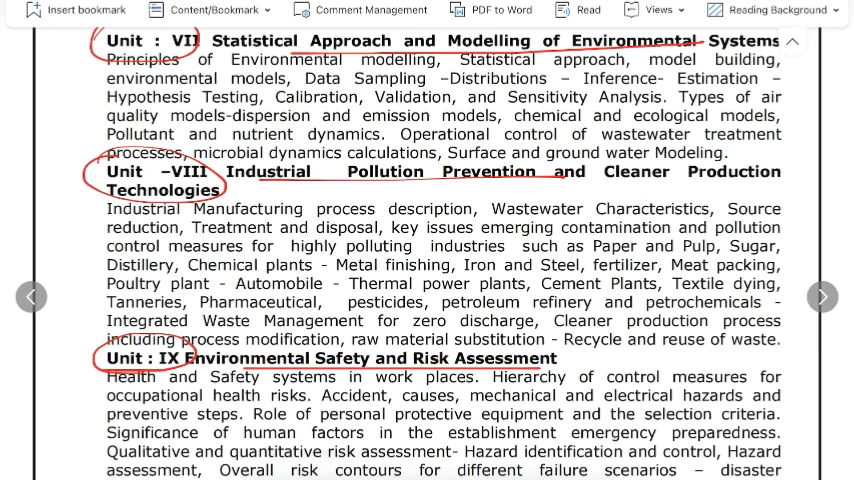 Insert bookmark Content/Bookmark Comment Management PDF to Word Read Views Reading Background
Unit : VII Statistical Approach and Modelling of Environmental Systems
Principles of Environmental modelling, Statistical approach, model building,
environmental models, Data Sampling –Distributions – Inference- Estimation –
Hypothesis Testing, Calibration, Validation, and Sensitivity Analysis. Types of air
quality models-dispersion and emission models, chemical and ecological models,
Pollutant and nutrient dynamics. Operational control of wastewater treatment
processes, microbial dynamics calculations, Surface and ground water Modeling.
Unit –VIII Industrial Pollution Prevention and Cleaner Production
Technologies
Industrial Manufacturing process description, Wastewater Characteristics, Source
reduction, Treatment and disposal, key issues emerging contamination and pollution
control measures for highly polluting industries such as Paper and Pulp, Sugar,
Distillery, Chemical plants - Metal finishing, Iron and Steel, fertilizer, Meat packing,
Poultry plant - Automobile - Thermal power plants, Cement Plants, Textile dying,
Tanneries, Pharmaceutical, pesticides, petroleum refinery and petrochemicals -
Integrated Waste Management for zero discharge, Cleaner production process
including process modification, raw material substitution - Recycle and reuse of waste.
Unit : IX Environmental Safety and Risk Assessment
Health and Safety systems in work places. Hierarchy of control measures for
occupational health risks. Accident, causes, mechanical and electrical hazards and
preventive steps. Role of personal protective equipment and the selection criteria.
Significance of human factors in the establishment emergency preparedness.
Qualitative and quantitative risk assessment- Hazard identification and control, Hazard
assessment, Overall risk contours for different failure scenarios – disaster